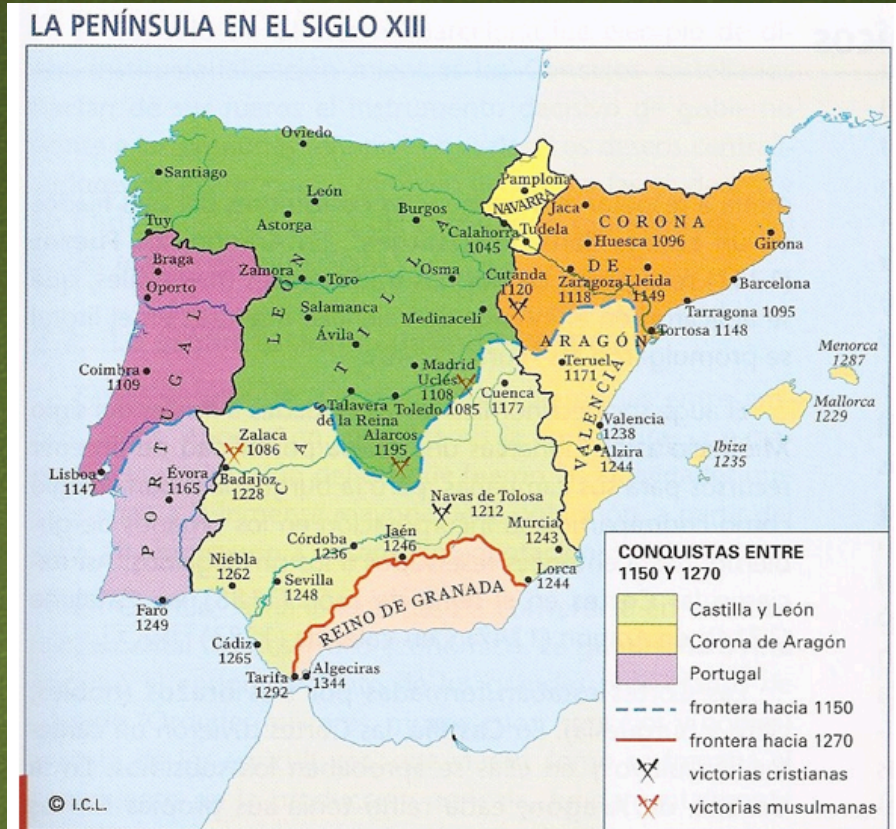 LA PENÍNSULA EN EL SIGLO XIII
Oviedo
Santiago
León
Astorga
Tuy
Burgos
Pamplona
NAVARRA
Jaca
CORONA
Calahorra
1045
Tudela
Huesca 1096
Girona
Braga
Oporto
Zamora
Toro
Osma
Cutanda
1120
DE
Zaragoza
1118
Lleida
1149
Barcelona
Tarragona 1095
Tortosa 1148
LEÓN
Salamanca
Medinaceli
Ávila
ARAGÓN
Teruel
1171
Menorca
1287
Mallorca
1229
Ibiza
1235
Coimbra
1109
PORTUGAL
CASTILLA
Madrid
Uclés
1108
Toledo 1085
Cuenca
1177
Talavera
de la Reina
VALENCIA
Valencia
1238
Alzira
1244
Alarcos
1195
Zalaca
1086
Badajoz
1228
Lisboa
1147
Évora
1165
Navas de Tolosa
1212
Murcia
1243
Lorca
1244
Jaén
1246
Córdoba
1236
Niebla
1262
Sevilla
1248
Faro
1249
REINO DE GRANADA
Cádiz
1265
Tarifa
1292
Algeciras
1344
CONQUISTAS ENTRE
1150 Y 1270
Castilla y León
Corona de Aragón
Portugal
frontera hacia 1150
frontera hacia 1270
victorias cristianas
victorias musulmanas
© I.C.L.